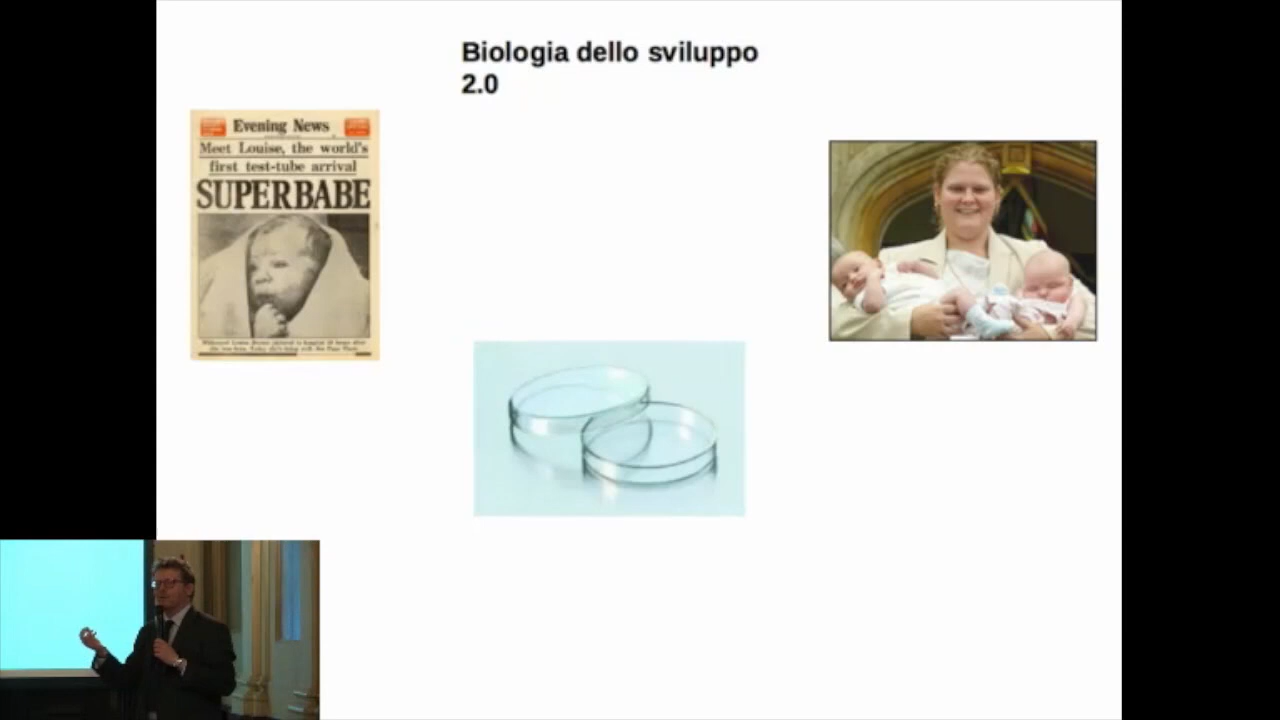 Biologia dello sviluppo
2.0
Evening News
Meet Louise, the world's
first test-tube arrival
SUPERBABE